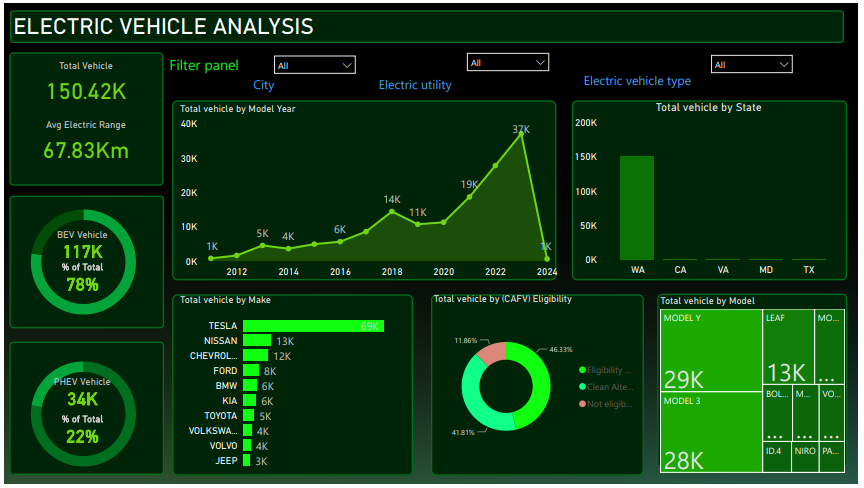 ELECTRIC VEHICLE ANALYSIS
Total Vehicle
150.42K
Avg Electric Range
67.83Km
Filter panel
All
City
All
Electric utility
All
Electric vehicle type
BEV Vehicle
117K
% of Total
78%
PHEV Vehicle
34K
% of Total
22%
Total vehicle by Model Year
40K
30K
20K
10K
0K
1K
5K
4K
6K
14K
11K
19K
37K
1K
2012
2014
2016
2018
2020
2022
2024
Total vehicle by State
200K
150K
100K
50K
0K
WA
CA
VA
MD
TX
Total vehicle by Make
TESLA 69K
NISSAN 13K
CHEVROL... 12K
FORD 8K
BMW 6K
KIA 6K
TOYOTA 5K
VOLKSWA... 4K
VOLVO 4K
JEEP 3K
Total vehicle by (CAFV) Eligibility
11.86%
46.33%
41.81%
Eligibility ...
Clean Alte...
Not eligib...
Total vehicle by Model
MODEL Y
29K
MODEL 3
28K
LEAF
13K
MO...
...
BOL...
...
M...
...
VO...
...
ID.4
NIRO
PA...